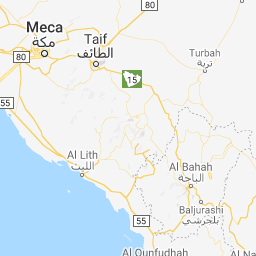 Meca
مكة
80
Taif
الطائف
15
Turbah
تربة
80
55
Al Lith
الليث
Al Bahah
الباحة
Baljurashi
بلجرشي
55
Al Qunfudhah
Al Na